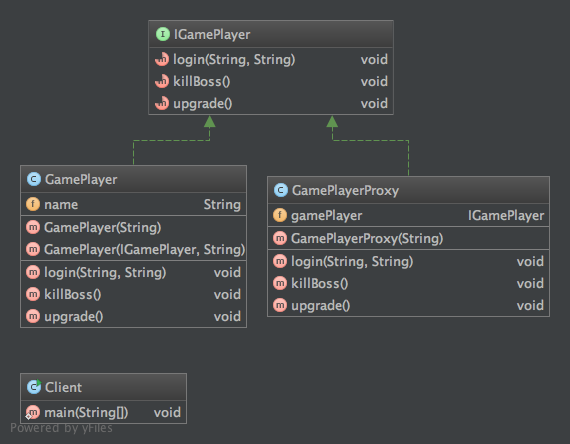 IGamePlayer
login(String, String) void
killBoss() void
upgrade() void
GamePlayer
name String
GamePlayer(String)
GamePlayer(IGamePlayer, String)
login(String, String) void
killBoss() void
upgrade() void
GamePlayerProxy
gamePlayer IGamePlayer
GamePlayerProxy(String)
login(String, String) void
killBoss() void
upgrade() void
Client
main(String[]) void
Powered by yFiles